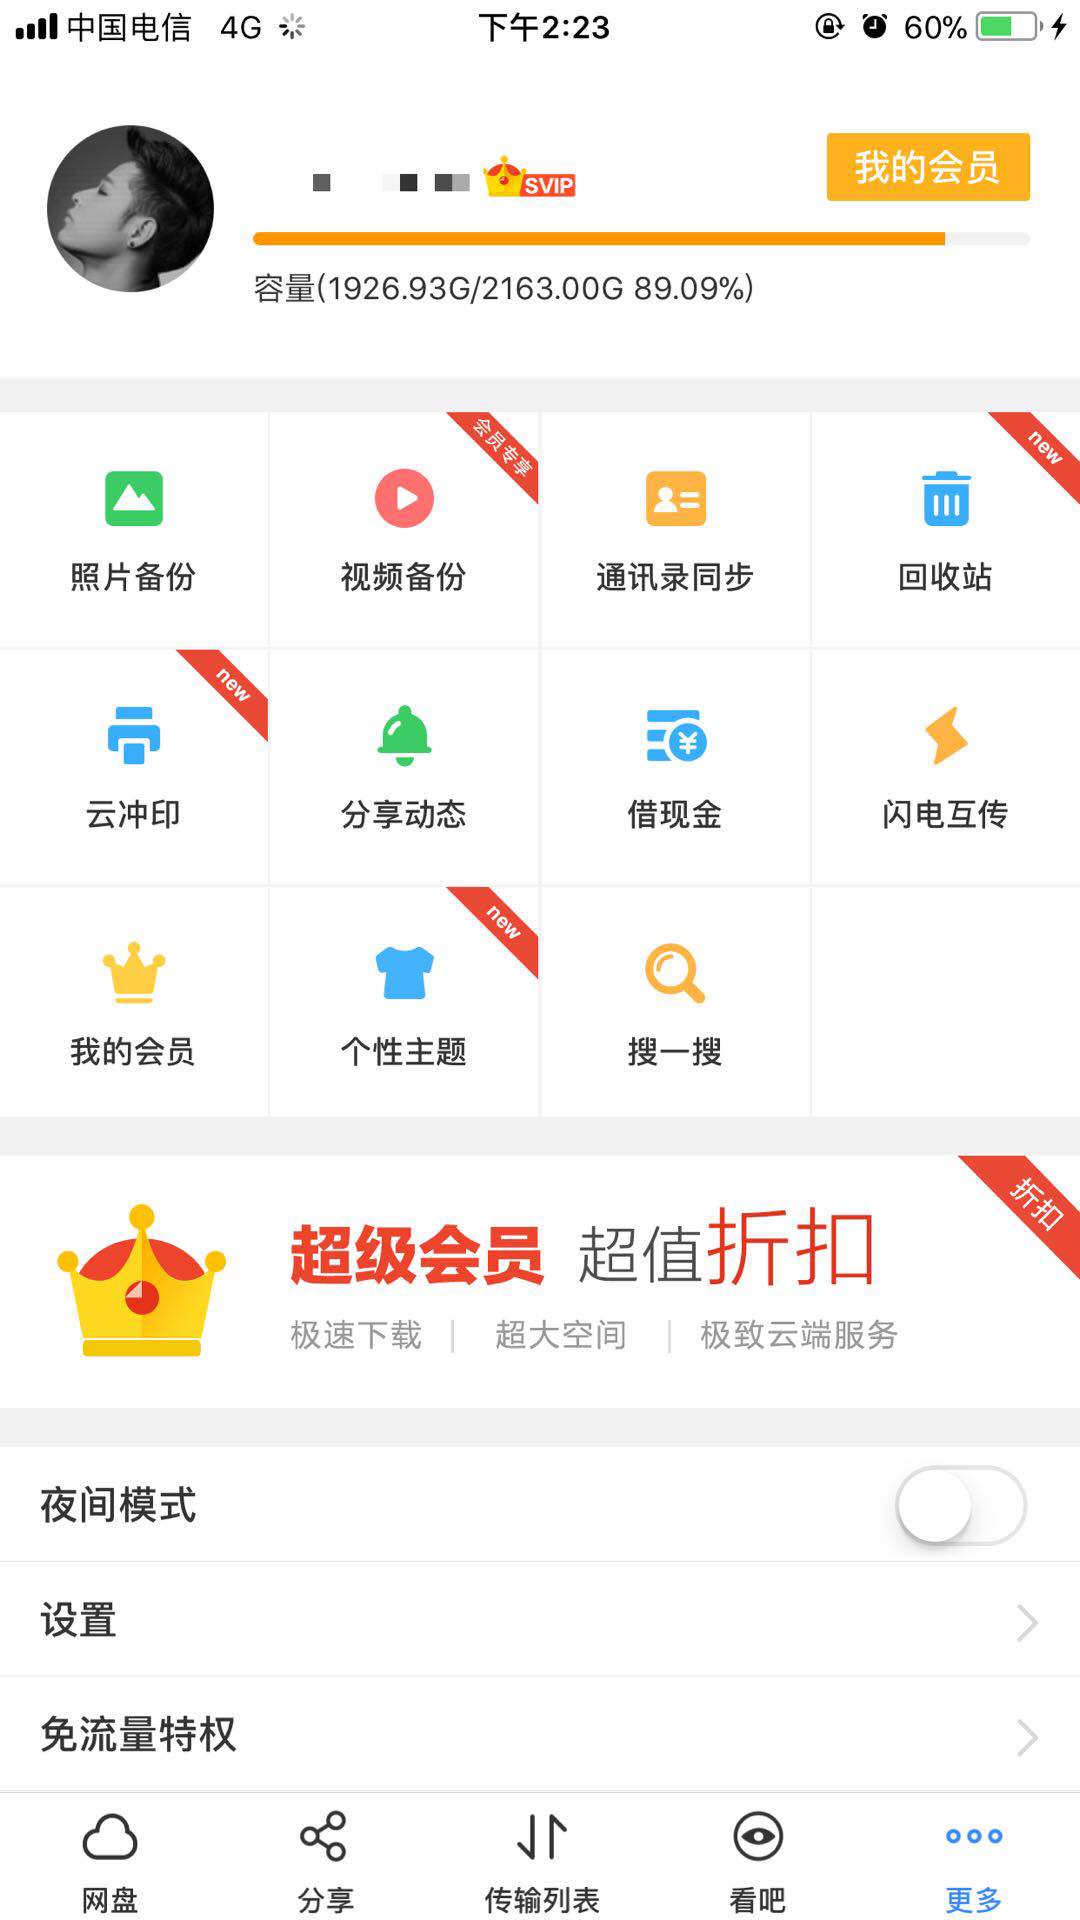 中国电信 4G 下午2:23 60%
SVIP 我的会员
容量(1926.93G/2163.00G 89.09%)
会员专享 new
照片备份 视频备份 通讯录同步 回收站
new
云冲印 分享动态 借现金 闪电互传
new
我的会员 个性主题 搜一搜
折扣
超级会员 超值折扣
极速下载 | 超大空间 | 极致云端服务
夜间模式
设置
免流量特权
网盘 分享 传输列表 看吧 更多